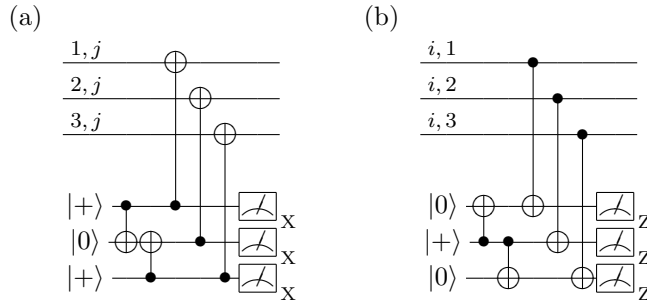 (a) (b)
1, j i, 1
2, j i, 2
3, j i, 3
|+⟩ X |0⟩ Z
|0⟩ X |+⟩ Z
|+⟩ X |0⟩ Z